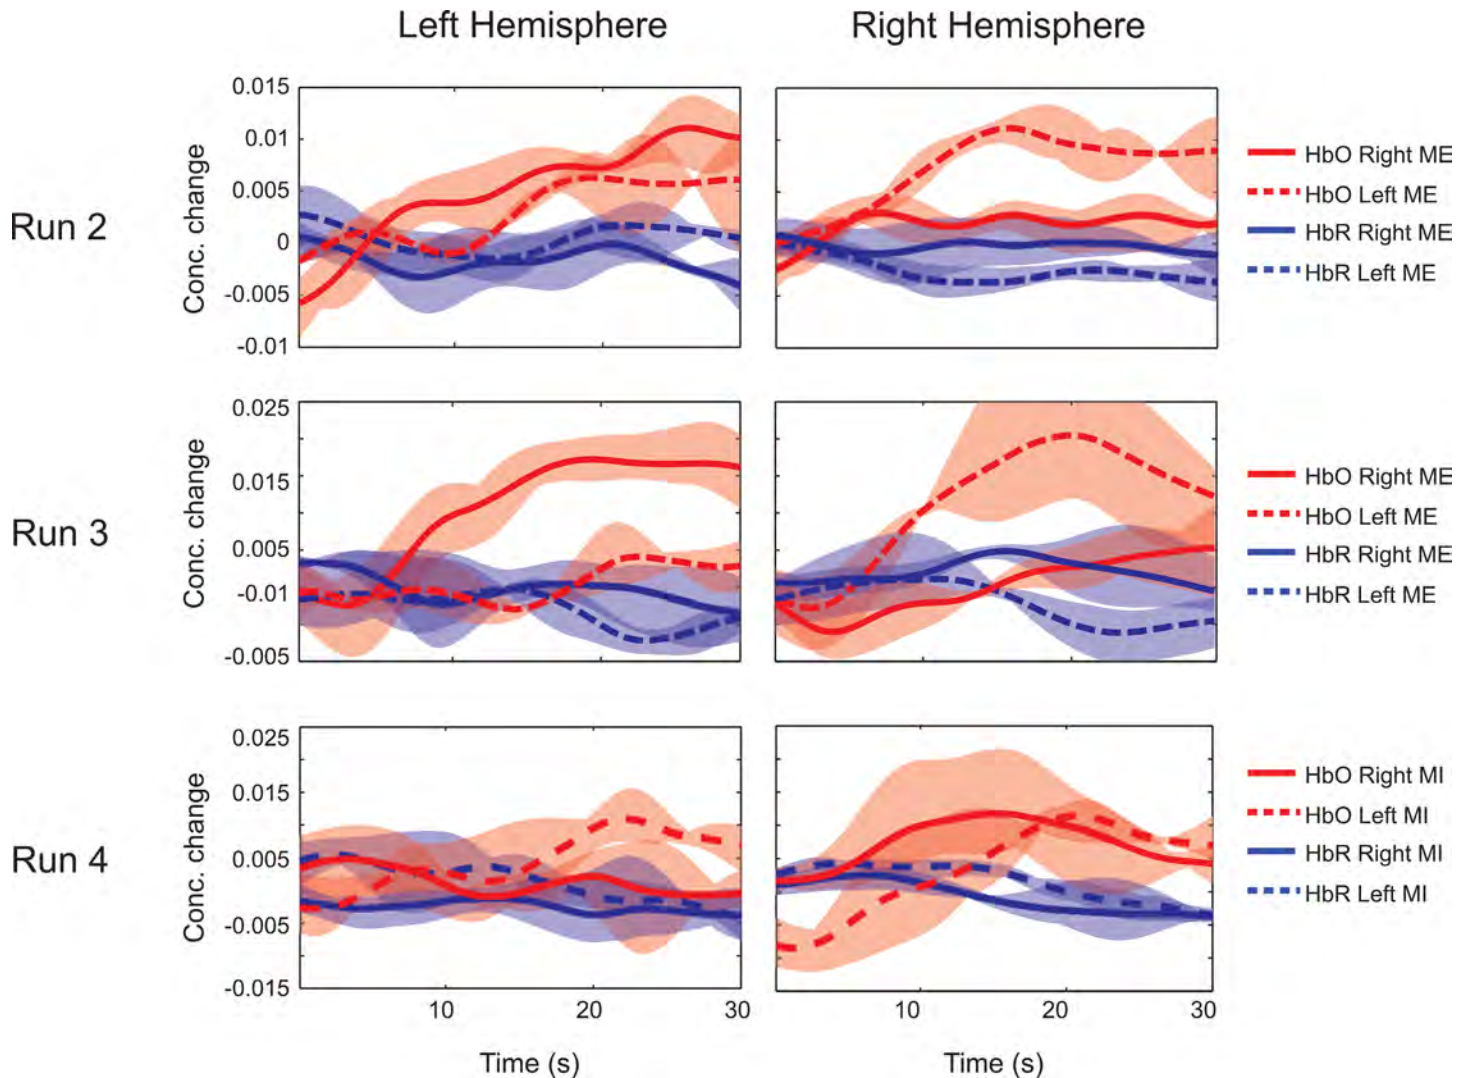 Left Hemisphere Right Hemisphere
Run 2
Conc. change
0.015
0.01
0.005
0
-0.005
-0.01
HbO Right ME
HbO Left ME
HbR Right ME
HbR Left ME
Run 3
Conc. change
0.025
0.015
0.005
-0.01
-0.005
HbO Right ME
HbO Left ME
HbR Right ME
HbR Left ME
Run 4
Conc. change
0.025
0.015
0.005
-0.005
-0.015
HbO Right MI
HbO Left MI
HbR Right MI
HbR Left MI
10 20 30 10 20 30
Time (s) Time (s)